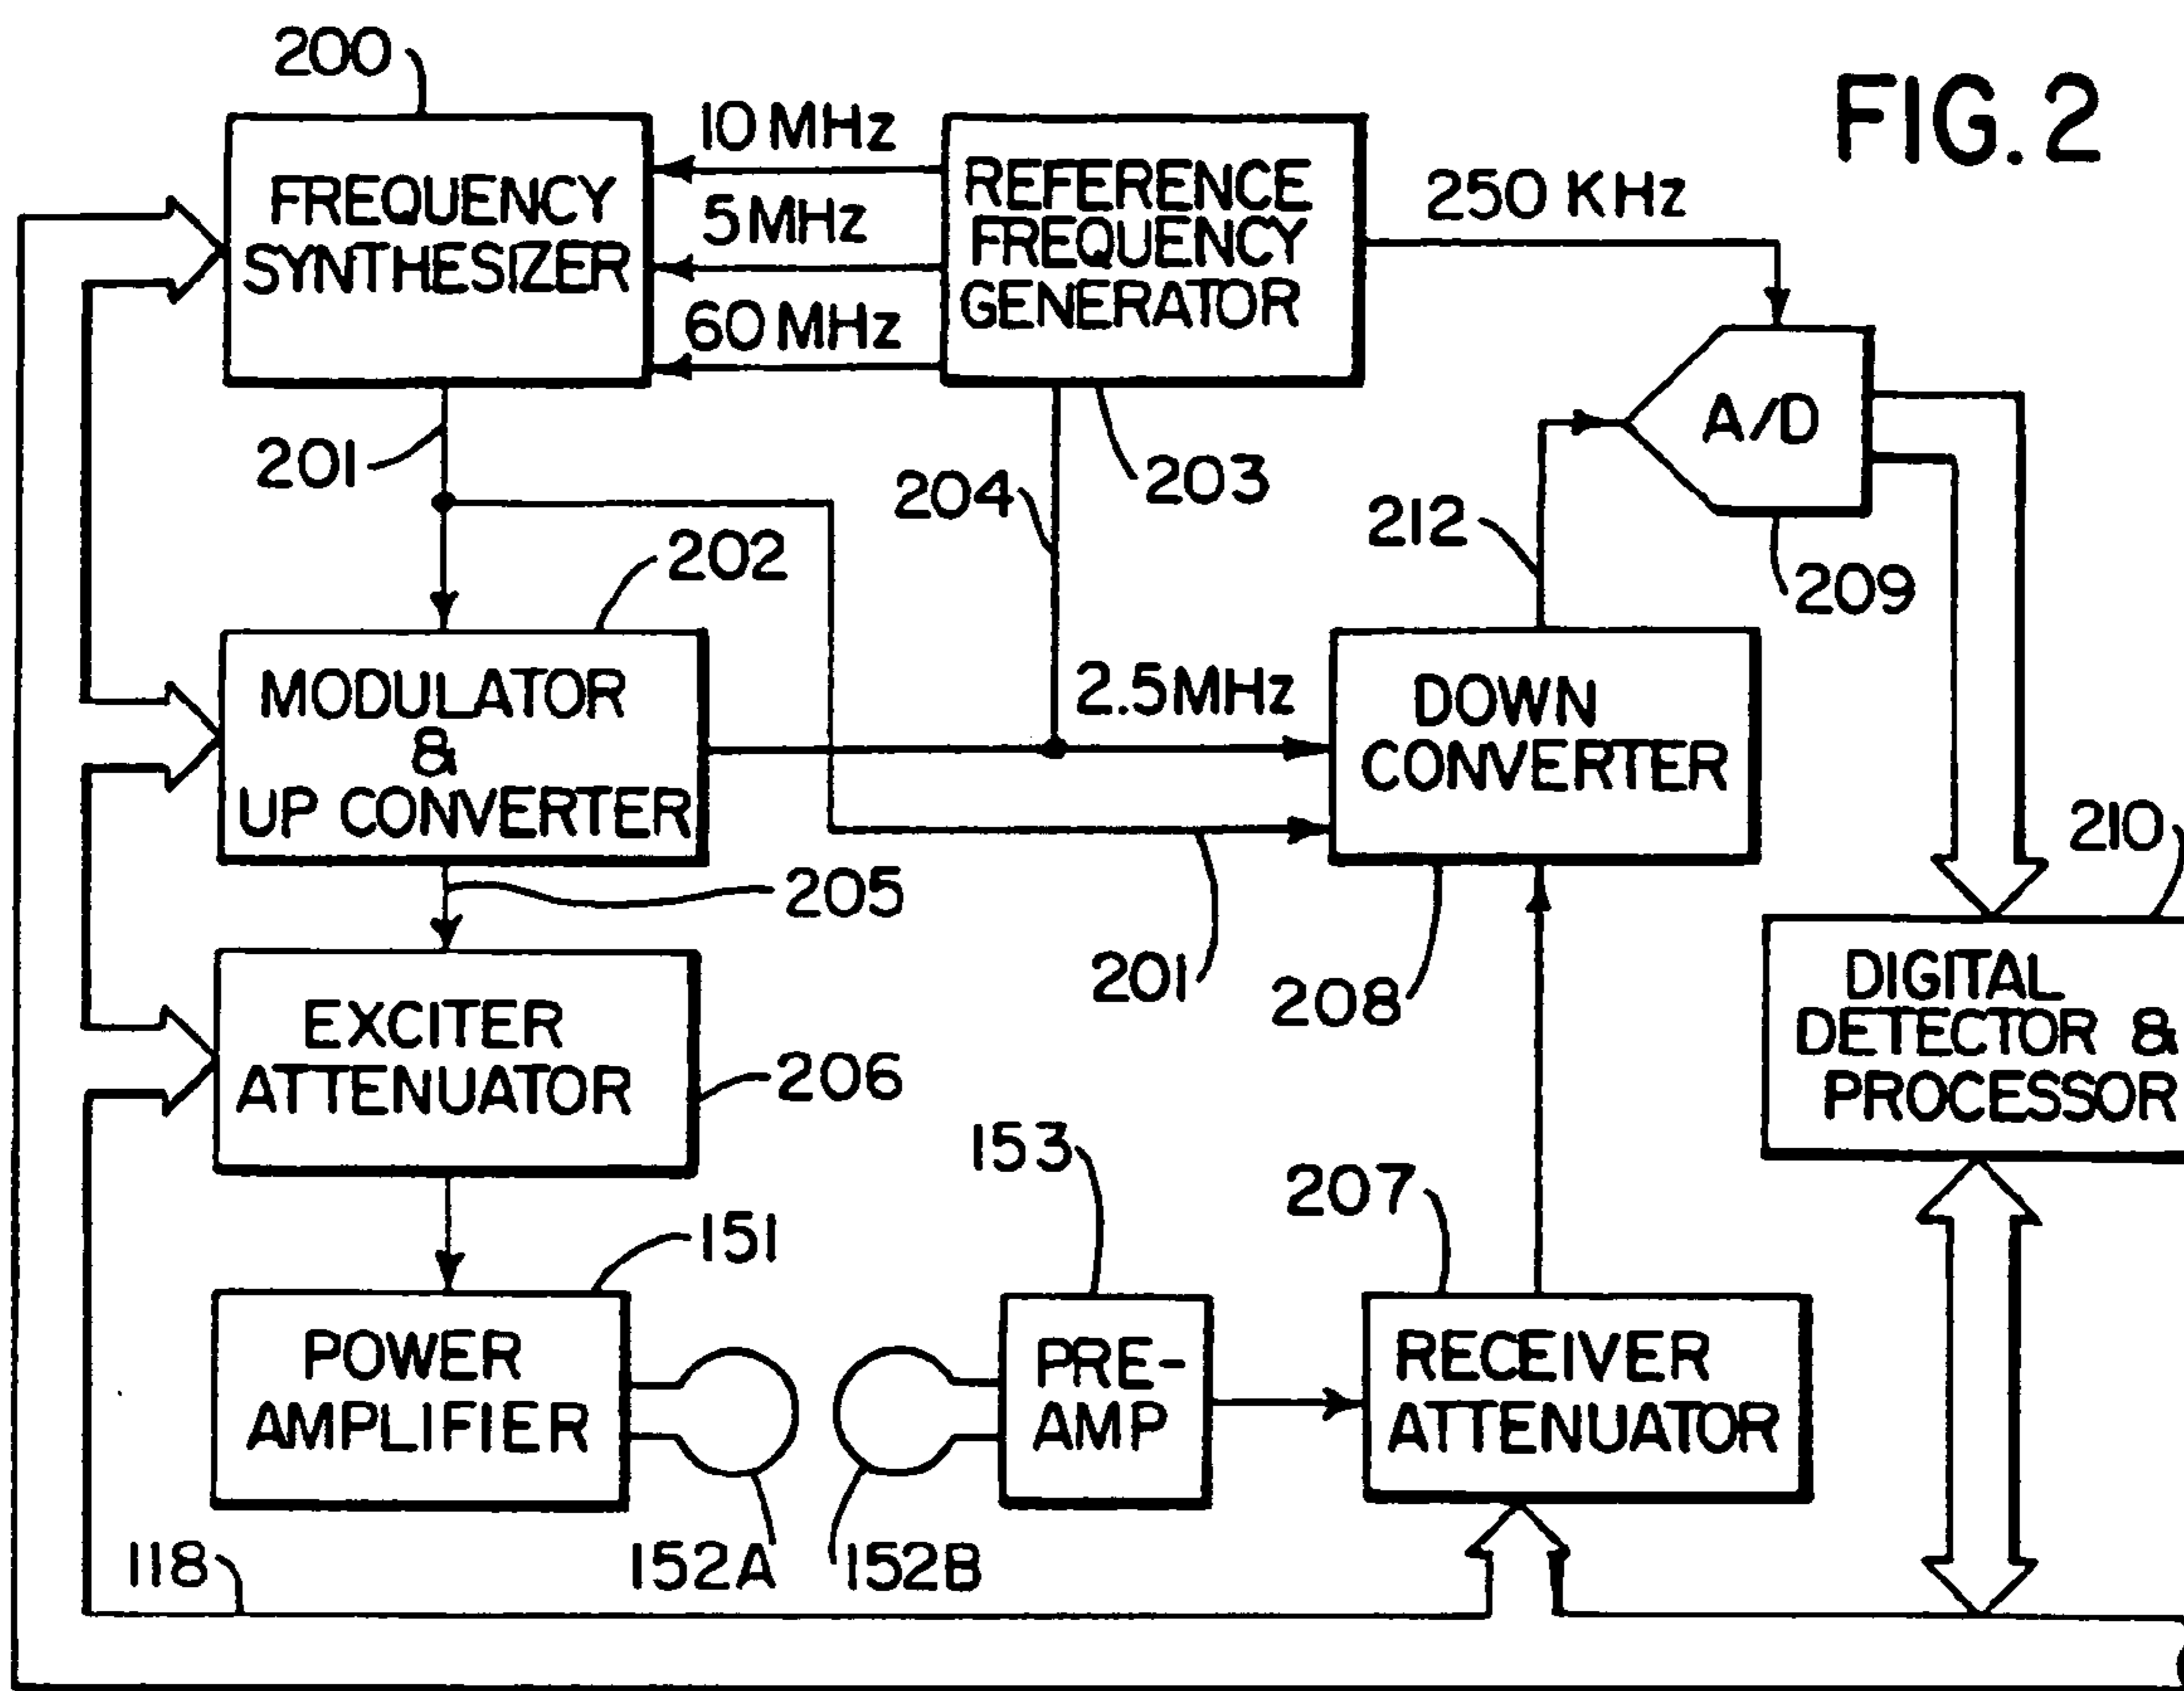 FIG. 2
200
FREQUENCY
SYNTHESIZER
10 MHz
5 MHz
60 MHz
REFERENCE
FREQUENCY
GENERATOR
250 KHz
A/D
201
204
203
212
209
202
MODULATOR
&
UP CONVERTER
2.5MHz
DOWN
CONVERTER
210
205
201
208
DIGITAL
DETECTOR &
PROCESSOR
EXCITER
ATTENUATOR
206
153
207
151
POWER
AMPLIFIER
PRE-
AMP
RECEIVER
ATTENUATOR
118
152A
152B